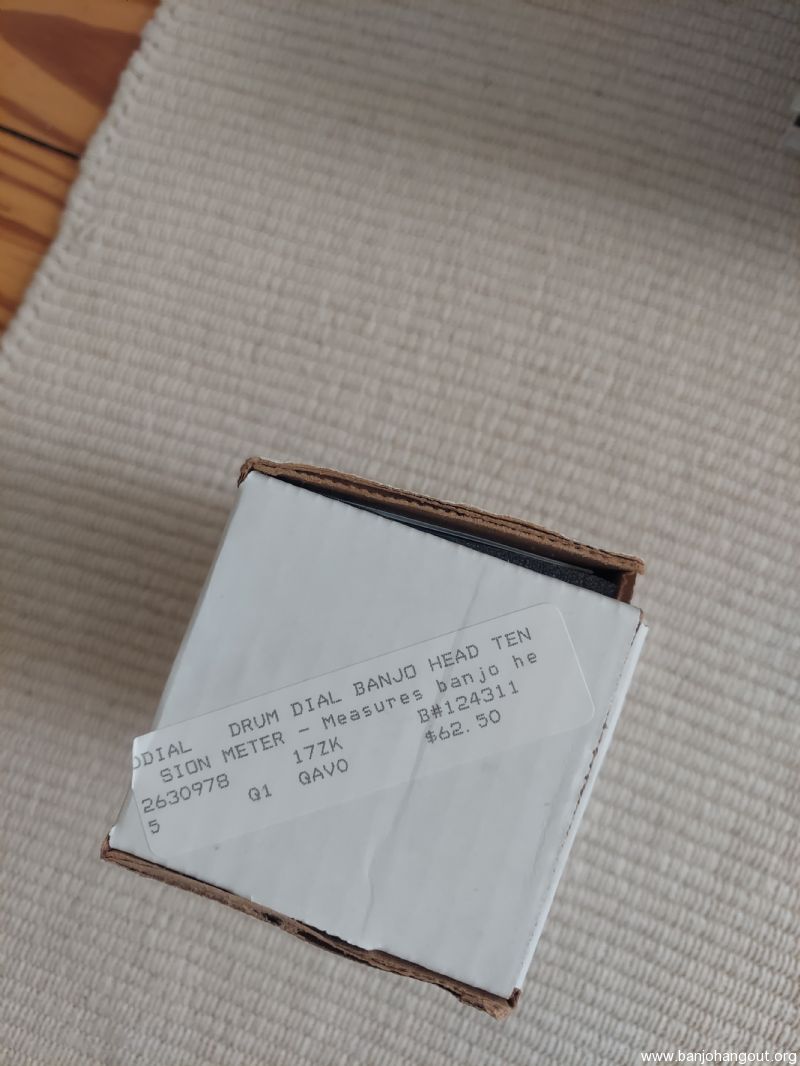 DRUM DIAL BANJO HEAD TEN
SION METER - Measures banjo he
2630978 17ZK B#124311
5 Q1 QAVO $62.50
www.banjohangout.org